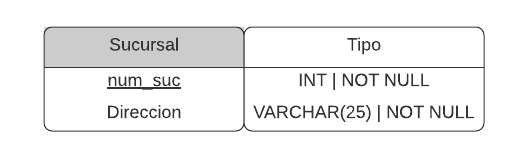 Sucursal Tipo
num_suc INT | NOT NULL
Direccion VARCHAR(25) | NOT NULL